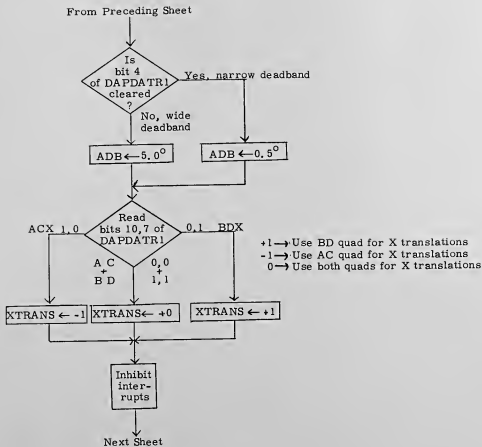 From Preceding Sheet
Is
bit 4
of DAPDATR1
cleared
?
Yes, narrow deadband
No, wide
deadband
ADB←5.0°
ADB←0.5°
Read
bits 10,7 of
DAPDATR1
ACX 1,0
0,1 BDX
A C
+
B D
0,0
+
1,1
+1→Use BD quad for X translations
-1→Use AC quad for X translations
0→Use both quads for X translations
XTRANS ← -1
XTRANS ← +0
XTRANS ← +1
Inhibit
inter-
rupts
Next Sheet